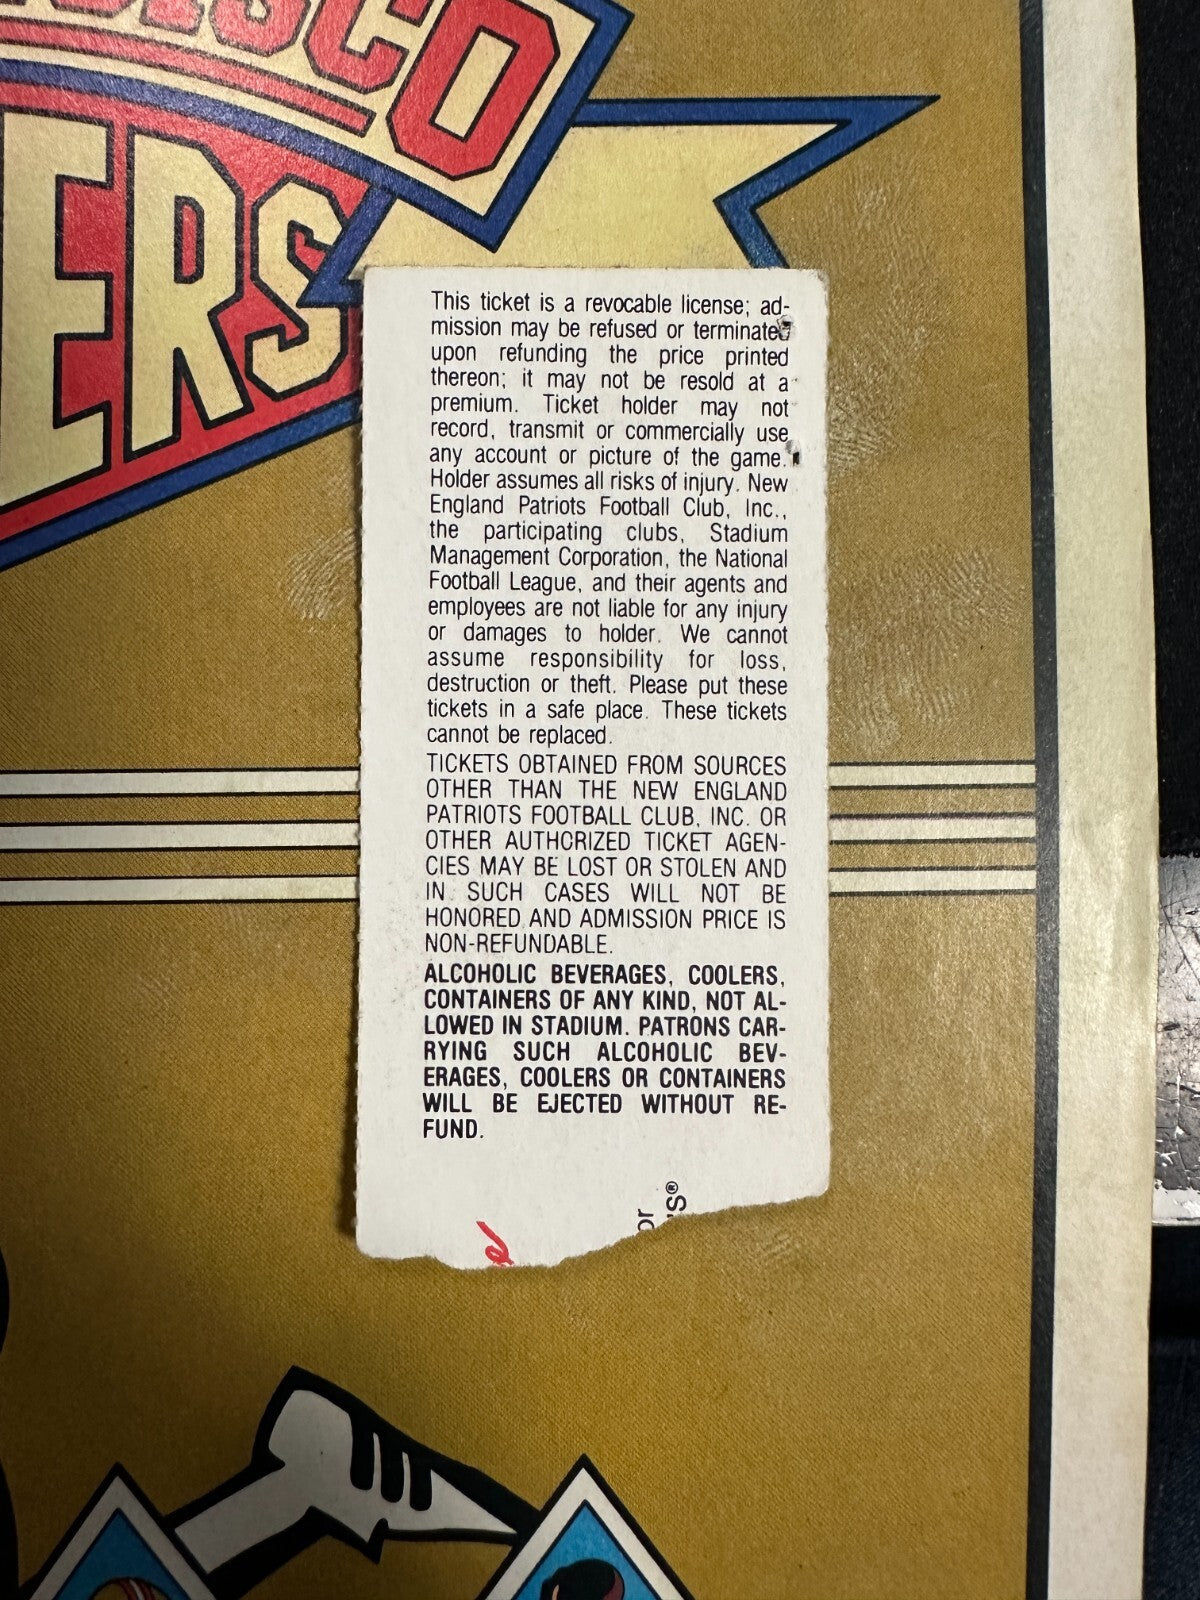 ISCO
ERS
This ticket is a revocable license; ad-
mission may be refused or terminated
upon refunding the price printed
thereon; it may not be resold at a
premium. Ticket holder may not
record, transmit or commercially use
any account or picture of the game.
Holder assumes all risks of injury. New
England Patriots Football Club, Inc.,
the participating clubs, Stadium
Management Corporation, the National
Football League, and their agents and
employees are not liable for any injury
or damages to holder. We cannot
assume responsibility for loss,
destruction or theft. Please put these
tickets in a safe place. These tickets
cannot be replaced.
TICKETS OBTAINED FROM SOURCES
OTHER THAN THE NEW ENGLAND
PATRIOTS FOOTBALL CLUB, INC. OR
OTHER AUTHORIZED TICKET AGEN-
CIES MAY BE LOST OR STOLEN AND
IN SUCH CASES WILL NOT BE
HONORED AND ADMISSION PRICE IS
NON-REFUNDABLE.
ALCOHOLIC BEVERAGES, COOLERS,
CONTAINERS OF ANY KIND, NOT AL-
LOWED IN STADIUM. PATRONS CAR-
RYING SUCH ALCOHOLIC BEV-
ERAGES, COOLERS OR CONTAINERS
WILL BE EJECTED WITHOUT RE-
FUND.
or
'S®